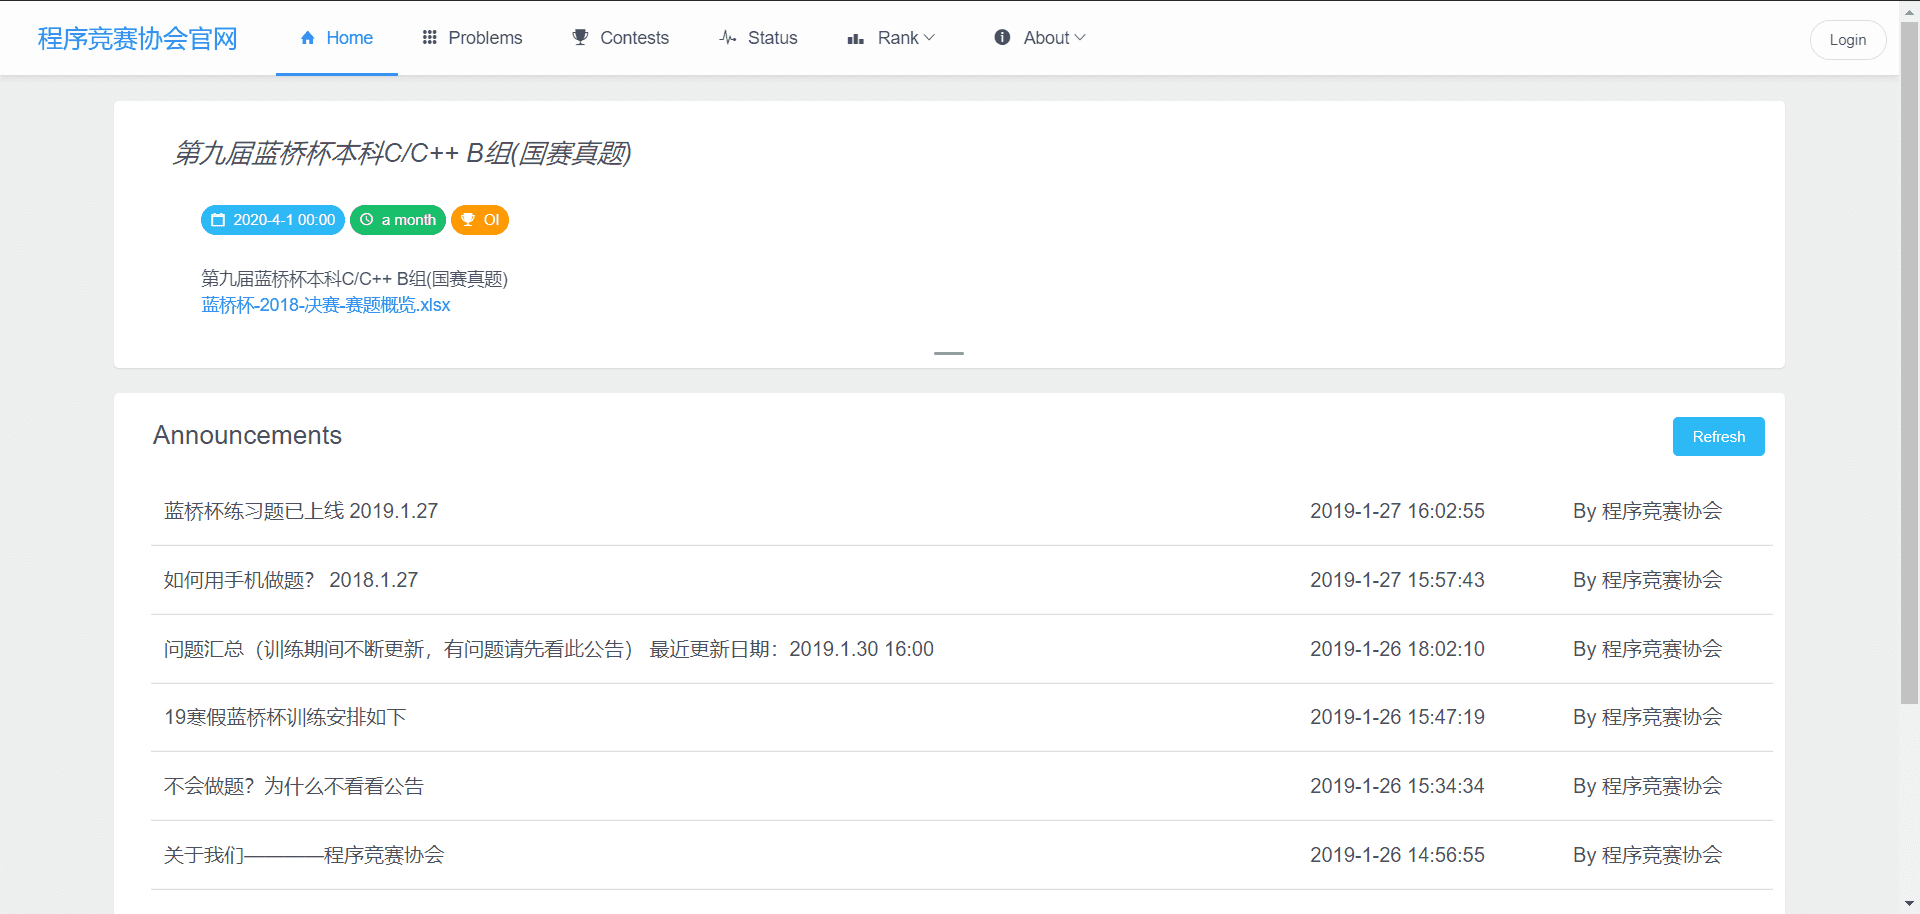 程序竞赛协会官网 Home Problems Contests Status Rank About Login
第九届蓝桥杯本科C/C++ B组(国赛真题)
2020-4-1 00:00 a month OI
第九届蓝桥杯本科C/C++ B组(国赛真题)
蓝桥杯-2018-决赛-赛题概览.xlsx
Announcements Refresh
蓝桥杯练习题已上线 2019.1.27 2019-1-27 16:02:55 By 程序竞赛协会
如何用手机做题？ 2018.1.27 2019-1-27 15:57:43 By 程序竞赛协会
问题汇总（训练期间不断更新，有问题请先看此公告） 最近更新日期：2019.1.30 16:00 2019-1-26 18:02:10 By 程序竞赛协会
19寒假蓝桥杯训练安排如下 2019-1-26 15:47:19 By 程序竞赛协会
不会做题？为什么不看看公告 2019-1-26 15:34:34 By 程序竞赛协会
关于我们————程序竞赛协会 2019-1-26 14:56:55 By 程序竞赛协会